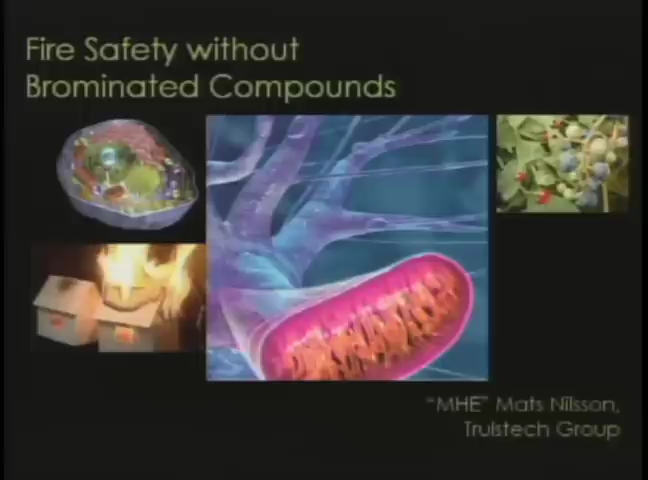 Fire Safety without
Brominated Compounds
"MHE" Mats Nilsson,
Trulstech Group